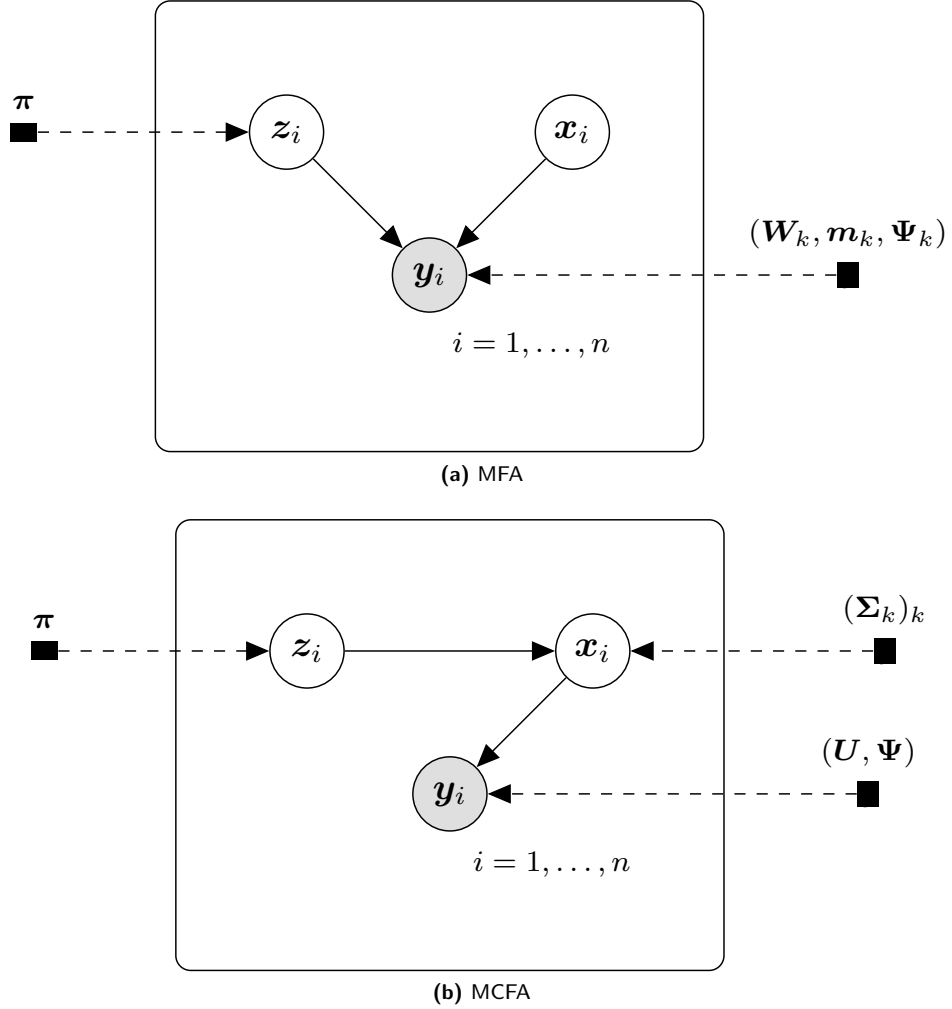 π
z_i
x_i
(W_k, m_k, Ψ_k)
y_i
i = 1, . . . , n
(a) MFA
π
z_i
x_i
(Σ_k)_k
(U, Ψ)
y_i
i = 1, . . . , n
(b) MCFA